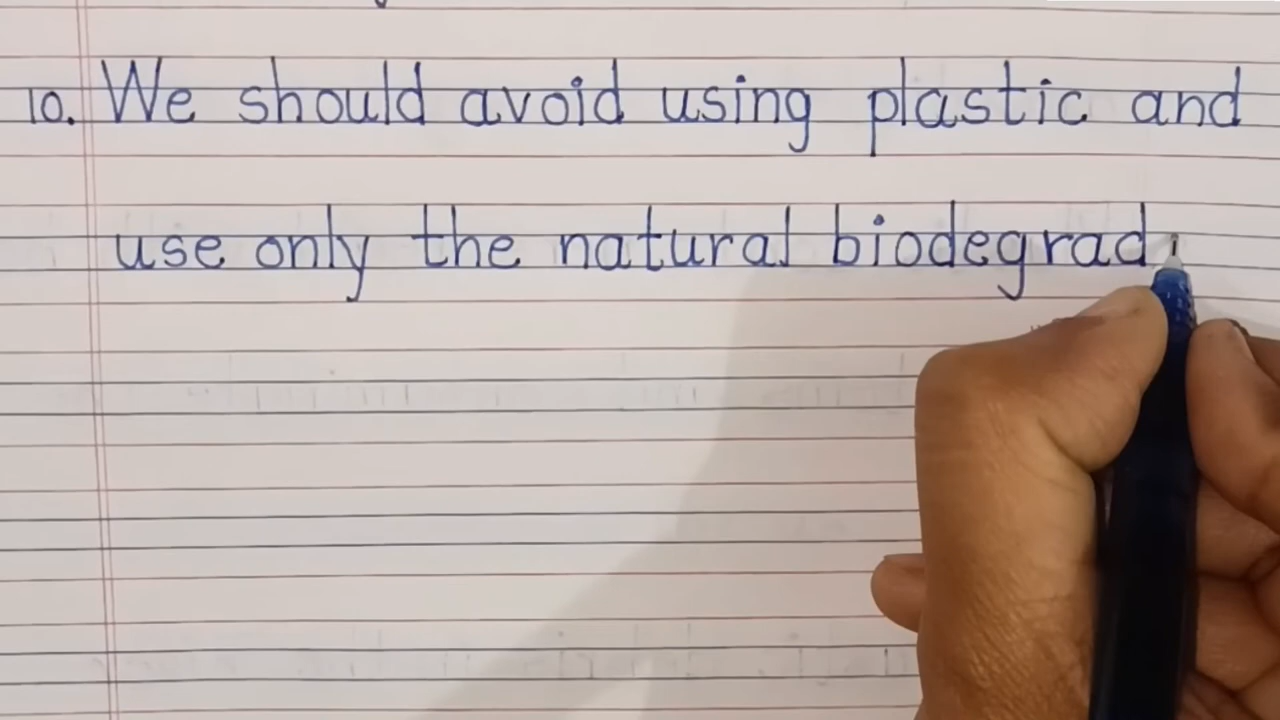 10. We should avoid using plastic and
use only the natural biodegrad